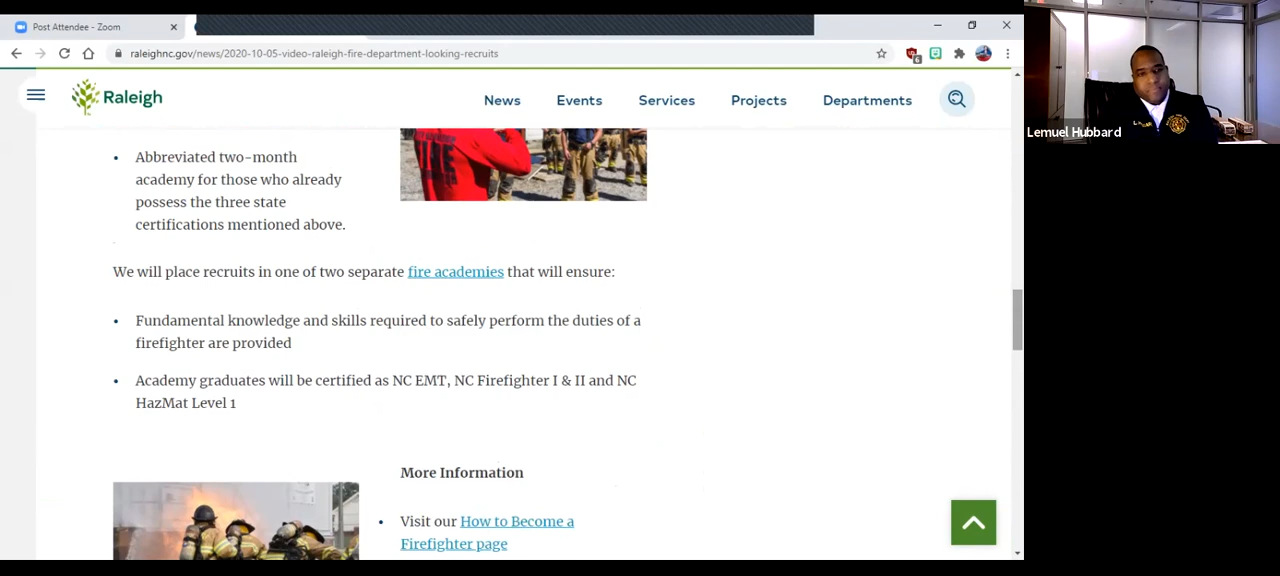 Post Attendee - Zoom
raleighnc.gov/news/2020-10-05-video-raleigh-fire-department-looking-recruits
6
Raleigh
News
Events
Services
Projects
Departments
Lemuel Hubbard
• Abbreviated two-month
academy for those who already
possess the three state
certifications mentioned above.
We will place recruits in one of two separate fire academies that will ensure:
• Fundamental knowledge and skills required to safely perform the duties of a
firefighter are provided
• Academy graduates will be certified as NC EMT, NC Firefighter I & II and NC
HazMat Level 1
More Information
• Visit our How to Become a
Firefighter page